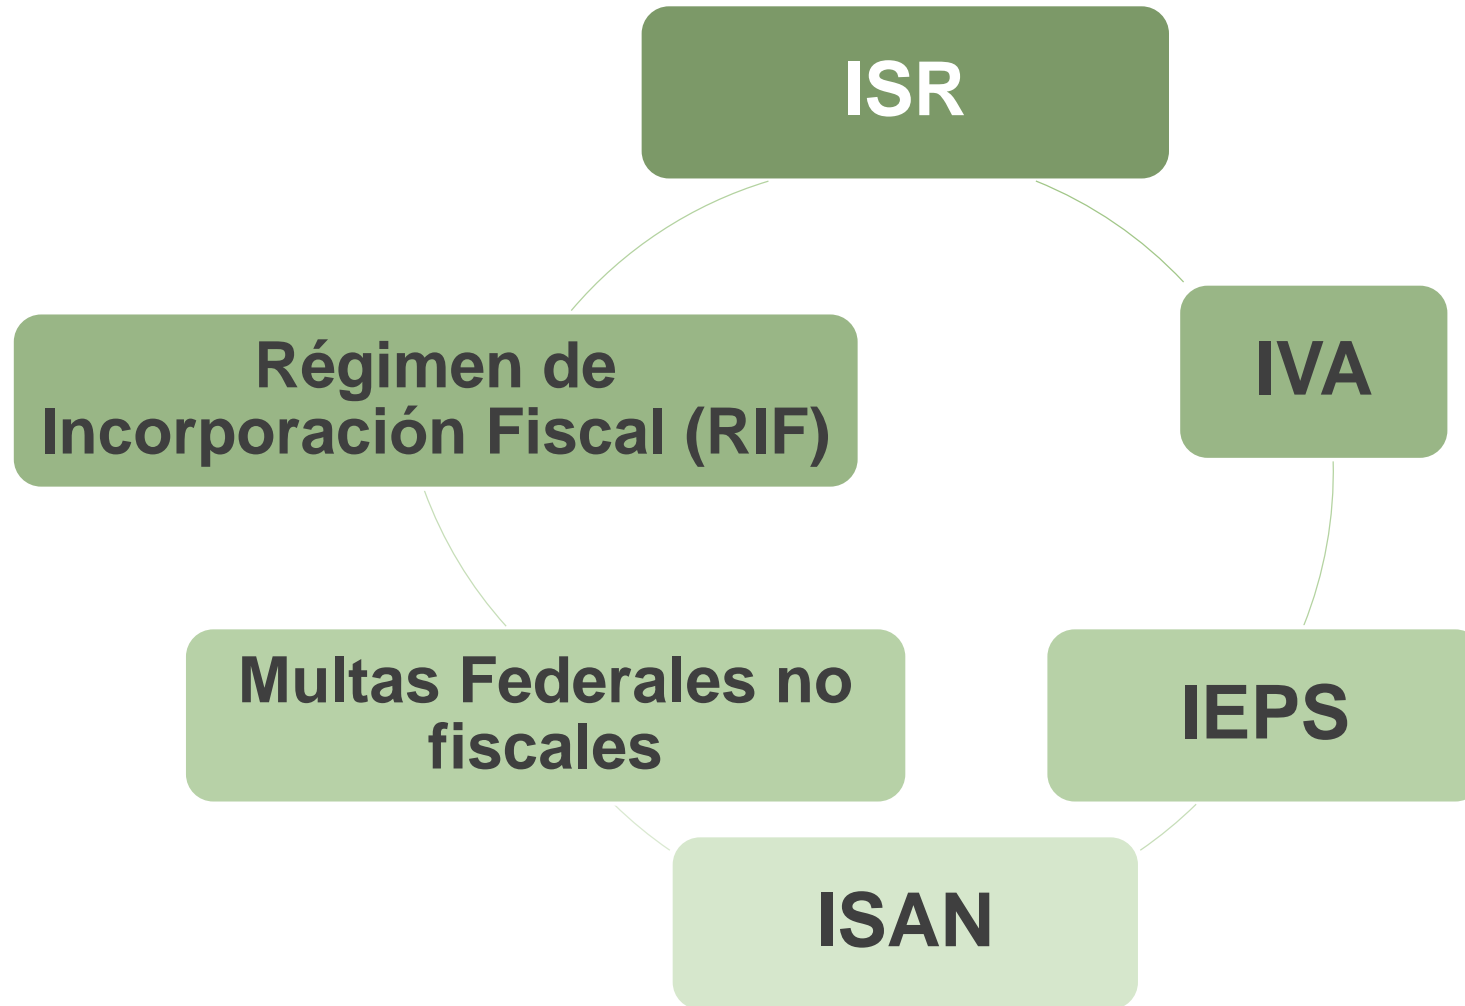 ISR
IVA
IEPS
ISAN
Multas Federales no
fiscales
Régimen de
Incorporación Fiscal (RIF)